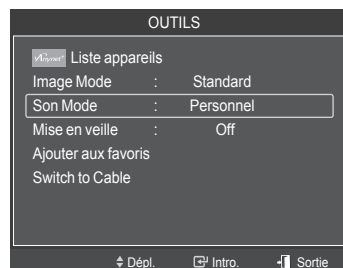 OUTILS
Anynet+ Liste appareils
Image Mode : Standard
Son Mode : Personnel
Mise en veille : Off
Ajouter aux favoris
Switch to Cable
Dépl. Intro. Sortie